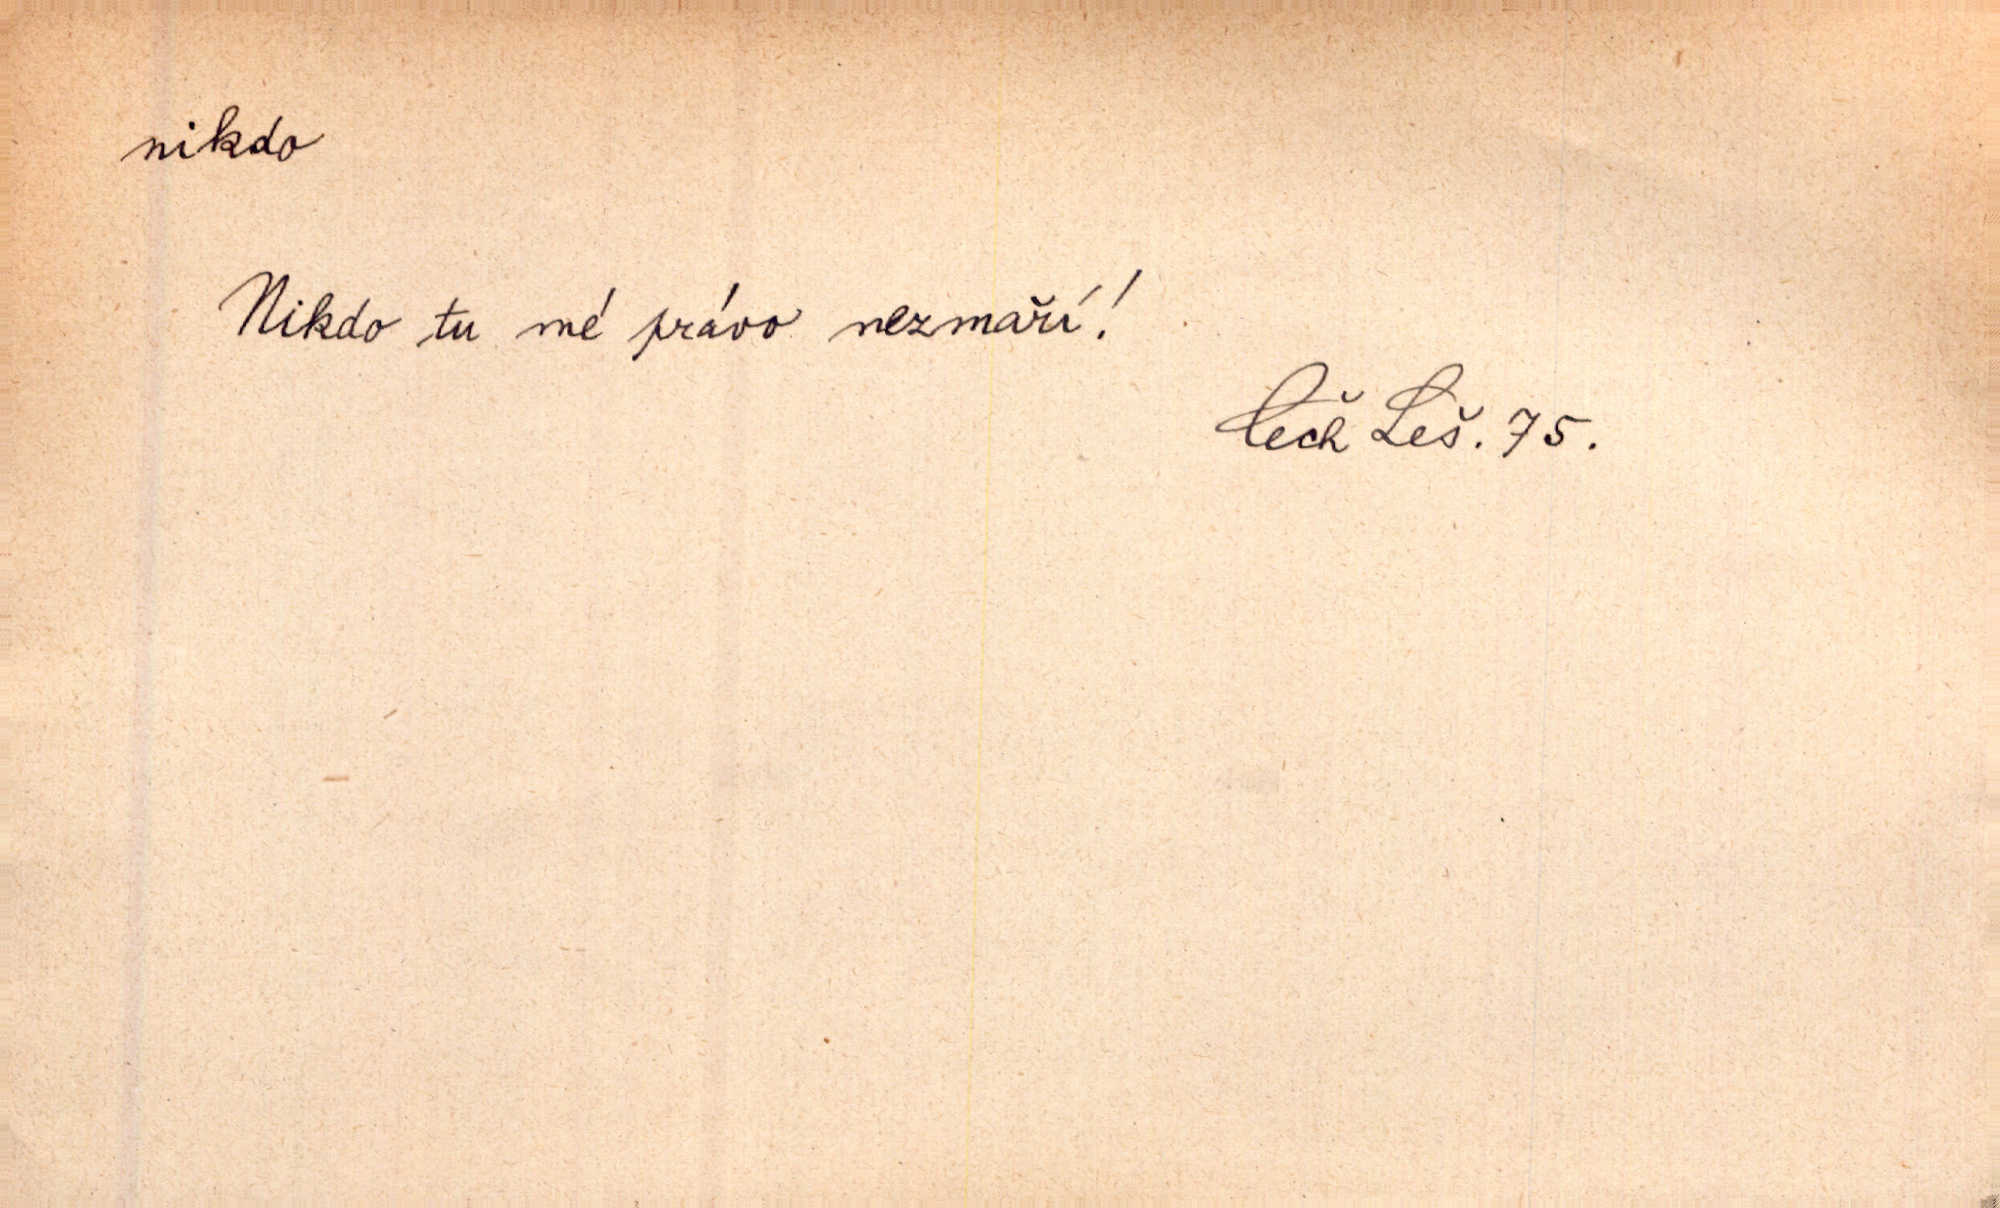 nikdo
Nikdo tu mé právo nezmaří!
Čech Leš. 75.